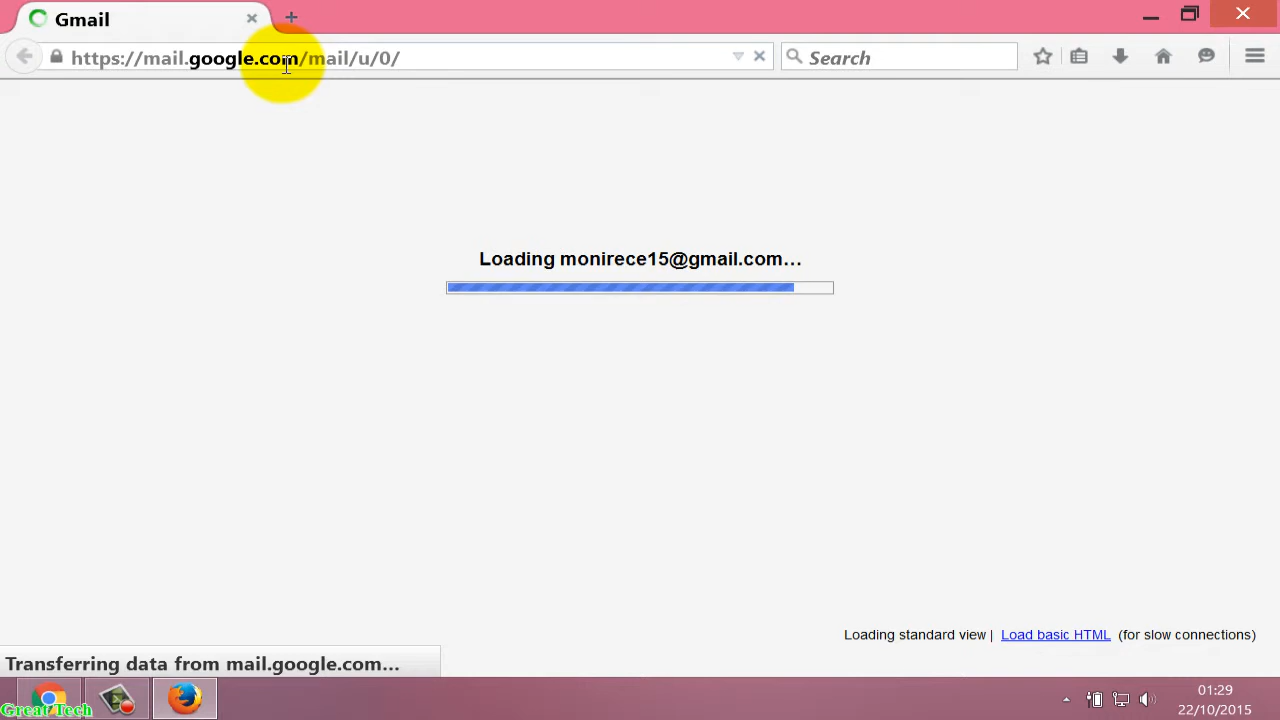 Gmail
https://mail.google.com/mail/u/0/
Search
Loading monirece15@gmail.com...
Loading standard view | Load basic HTML (for slow connections)
Transferring data from mail.google.com...
Great Tech
01:29
22/10/2015